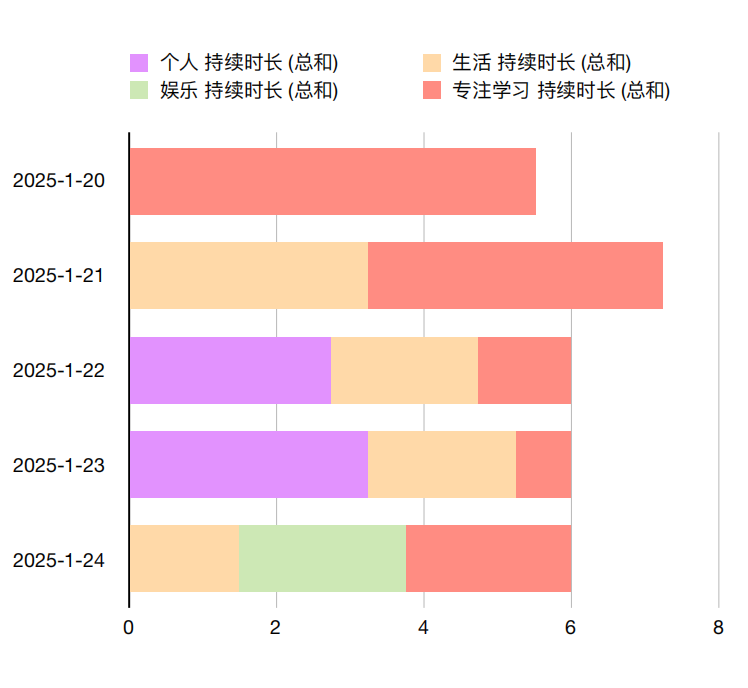 个人 持续时长 (总和)
生活 持续时长 (总和)
娱乐 持续时长 (总和)
专注学习 持续时长 (总和)
2025-1-20
2025-1-21
2025-1-22
2025-1-23
2025-1-24
0 2 4 6 8